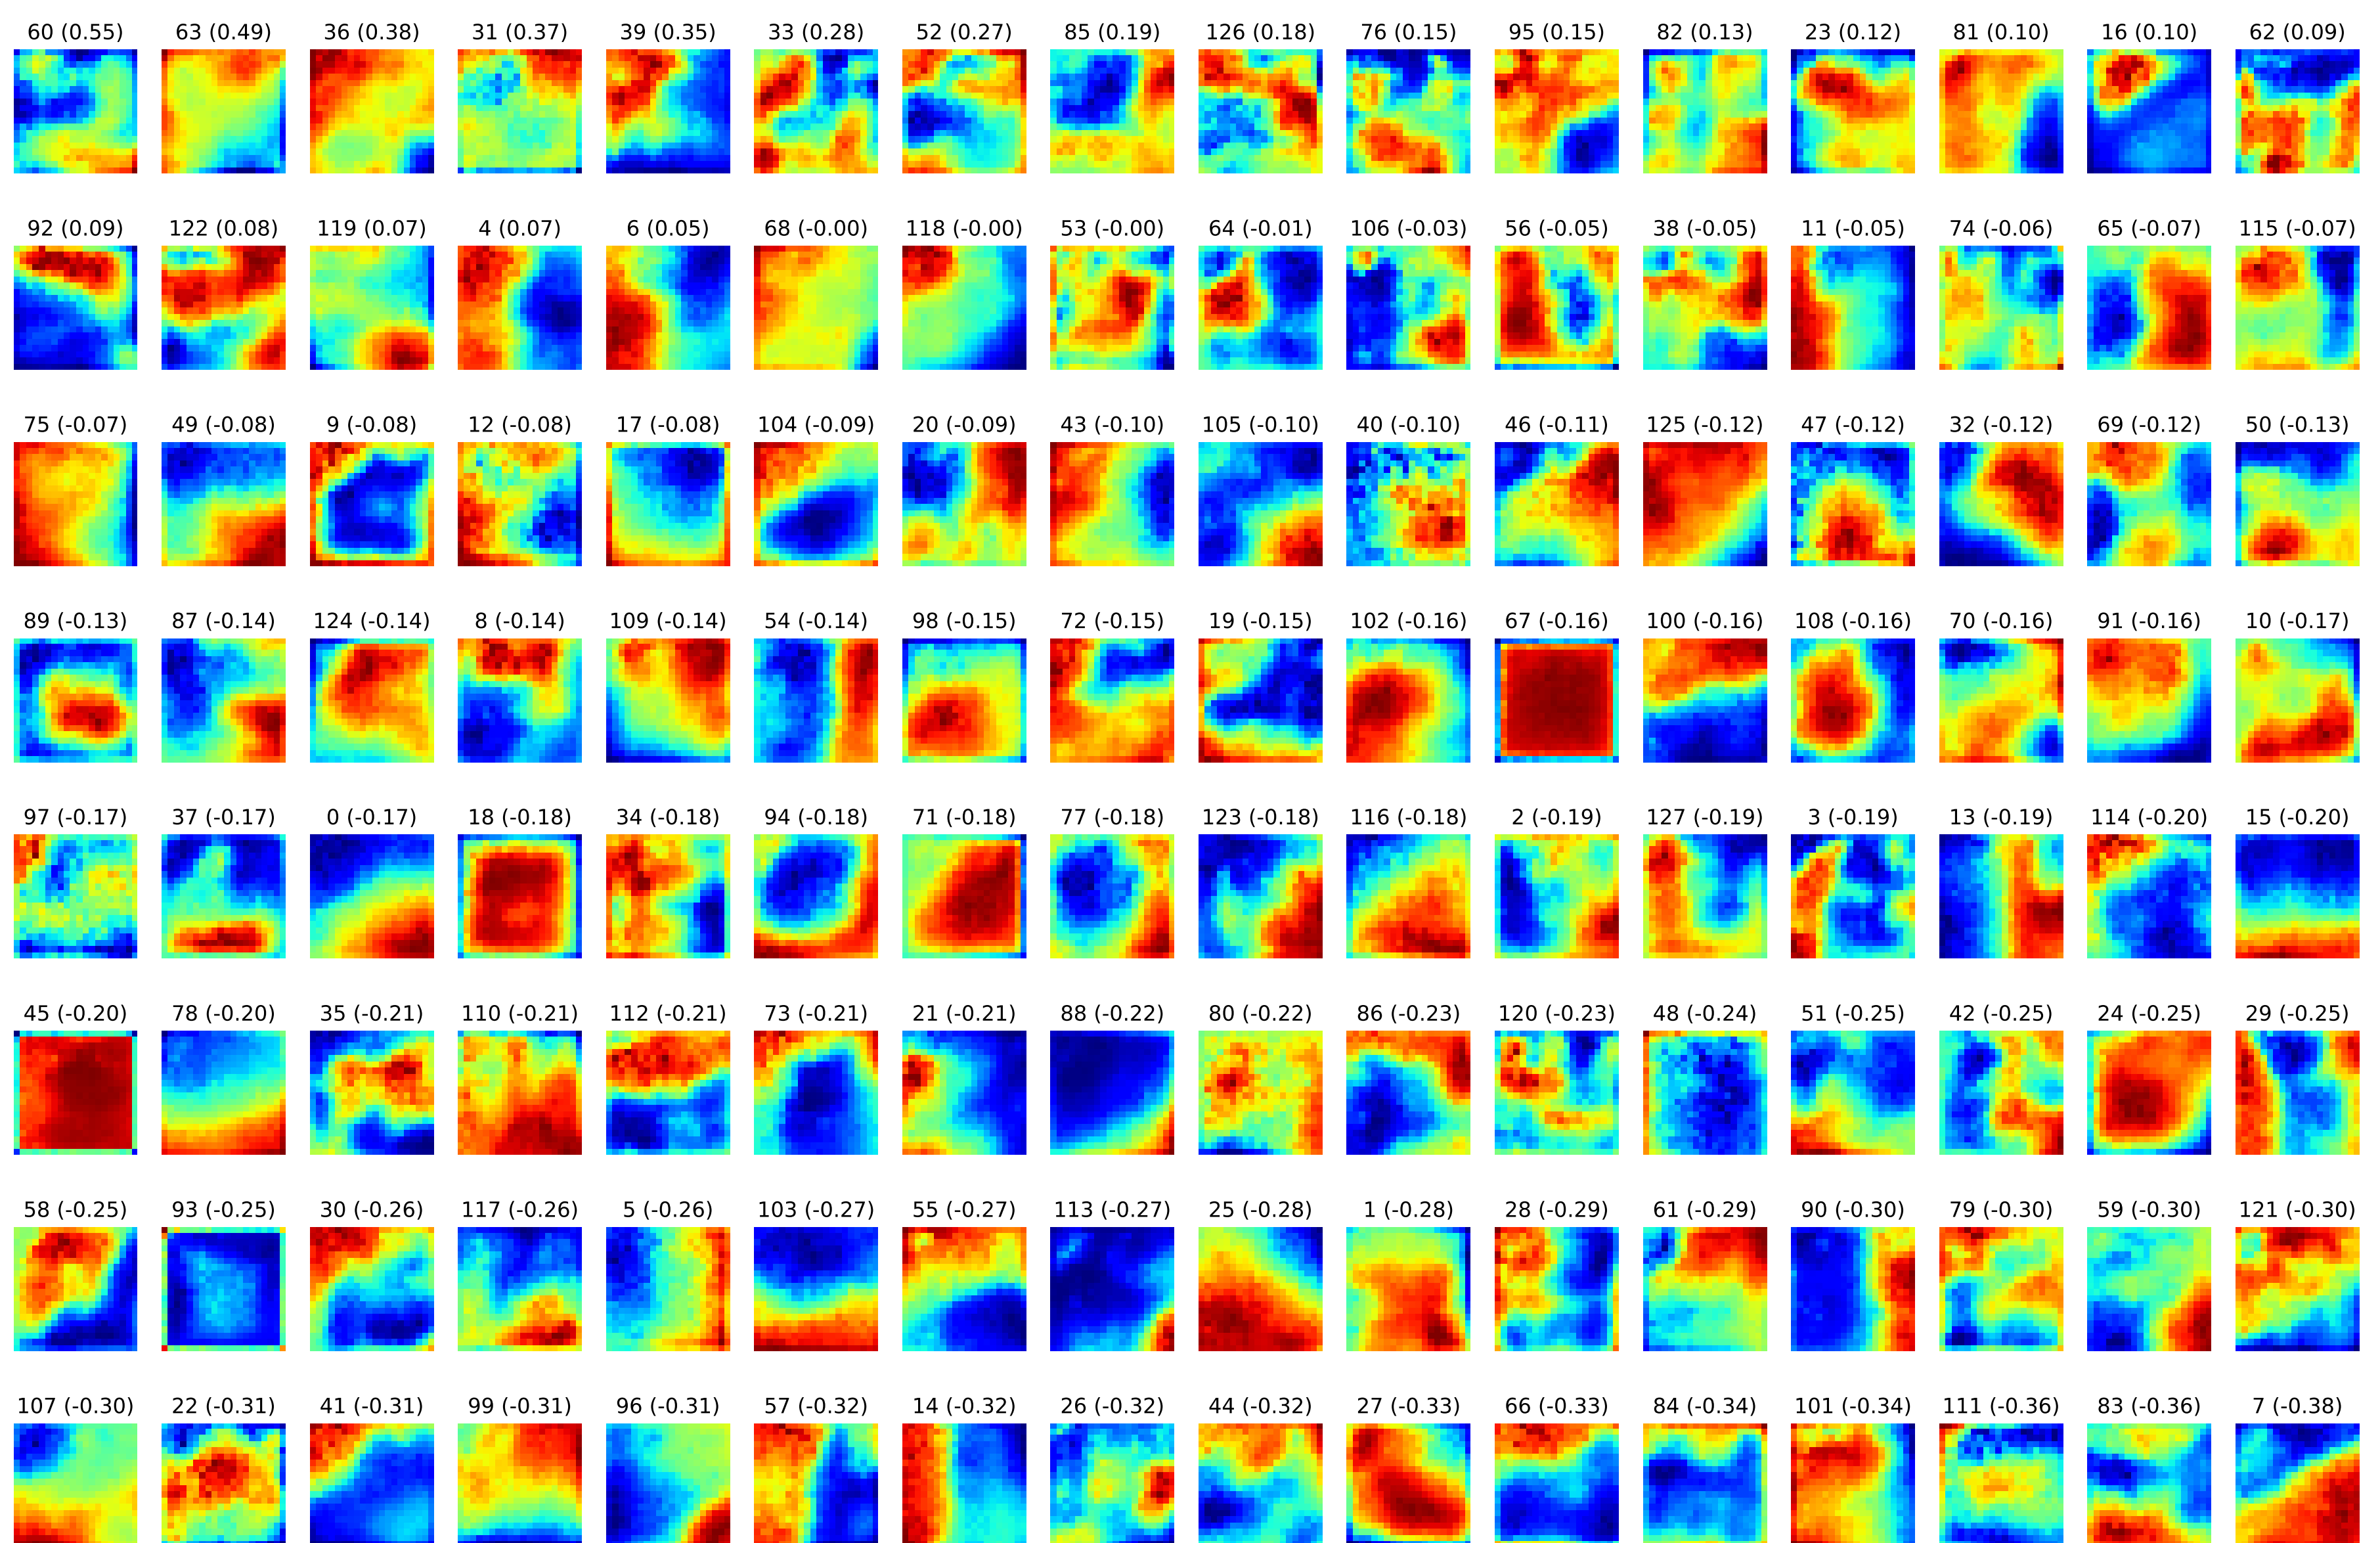 60 (0.55) 63 (0.49) 36 (0.38) 31 (0.37) 39 (0.35) 33 (0.28) 52 (0.27) 85 (0.19) 126 (0.18) 76 (0.15) 95 (0.15) 82 (0.13) 23 (0.12) 81 (0.10) 16 (0.10) 62 (0.09)
92 (0.09) 122 (0.08) 119 (0.07) 4 (0.07) 6 (0.05) 68 (-0.00) 118 (-0.00) 53 (-0.00) 64 (-0.01) 106 (-0.03) 56 (-0.05) 38 (-0.05) 11 (-0.05) 74 (-0.06) 65 (-0.07) 115 (-0.07)
75 (-0.07) 49 (-0.08) 9 (-0.08) 12 (-0.08) 17 (-0.08) 104 (-0.09) 20 (-0.09) 43 (-0.10) 105 (-0.10) 40 (-0.10) 46 (-0.11) 125 (-0.12) 47 (-0.12) 32 (-0.12) 69 (-0.12) 50 (-0.13)
89 (-0.13) 87 (-0.14) 124 (-0.14) 8 (-0.14) 109 (-0.14) 54 (-0.14) 98 (-0.15) 72 (-0.15) 19 (-0.15) 102 (-0.16) 67 (-0.16) 100 (-0.16) 108 (-0.16) 70 (-0.16) 91 (-0.16) 10 (-0.17)
97 (-0.17) 37 (-0.17) 0 (-0.17) 18 (-0.18) 34 (-0.18) 94 (-0.18) 71 (-0.18) 77 (-0.18) 123 (-0.18) 116 (-0.18) 2 (-0.19) 127 (-0.19) 3 (-0.19) 13 (-0.19) 114 (-0.20) 15 (-0.20)
45 (-0.20) 78 (-0.20) 35 (-0.21) 110 (-0.21) 112 (-0.21) 73 (-0.21) 21 (-0.21) 88 (-0.22) 80 (-0.22) 86 (-0.23) 120 (-0.23) 48 (-0.24) 51 (-0.25) 42 (-0.25) 24 (-0.25) 29 (-0.25)
58 (-0.25) 93 (-0.25) 30 (-0.26) 117 (-0.26) 5 (-0.26) 103 (-0.27) 55 (-0.27) 113 (-0.27) 25 (-0.28) 1 (-0.28) 28 (-0.29) 61 (-0.29) 90 (-0.30) 79 (-0.30) 59 (-0.30) 121 (-0.30)
107 (-0.30) 22 (-0.31) 41 (-0.31) 99 (-0.31) 96 (-0.31) 57 (-0.32) 14 (-0.32) 26 (-0.32) 44 (-0.32) 27 (-0.33) 66 (-0.33) 84 (-0.34) 101 (-0.34) 111 (-0.36) 83 (-0.36) 7 (-0.38)